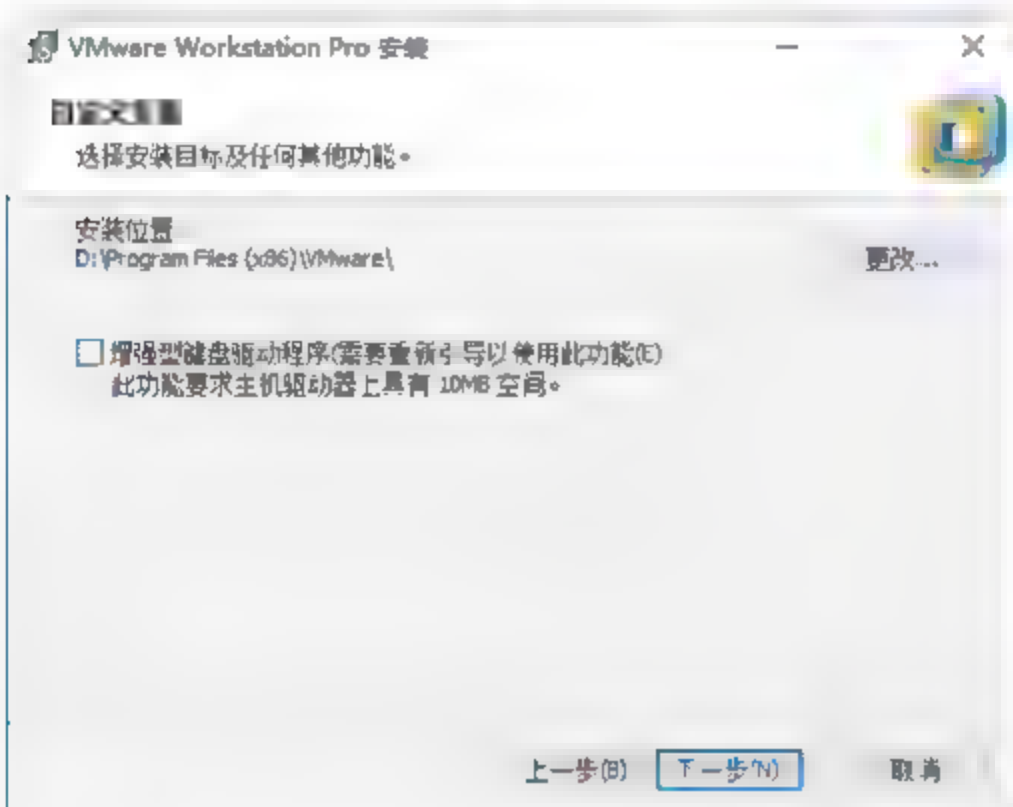 VMware Workstation Pro 安装
自定义安装
选择安装目标及任何其他功能。
安装位置
D:\Program Files (x86)\VMware\
更改...
增强型键盘驱动程序(需要重新引导以使用此功能(E)
此功能要求主机驱动器上具有 10MB 空间。
上一步(B)
下一步(N)
取消